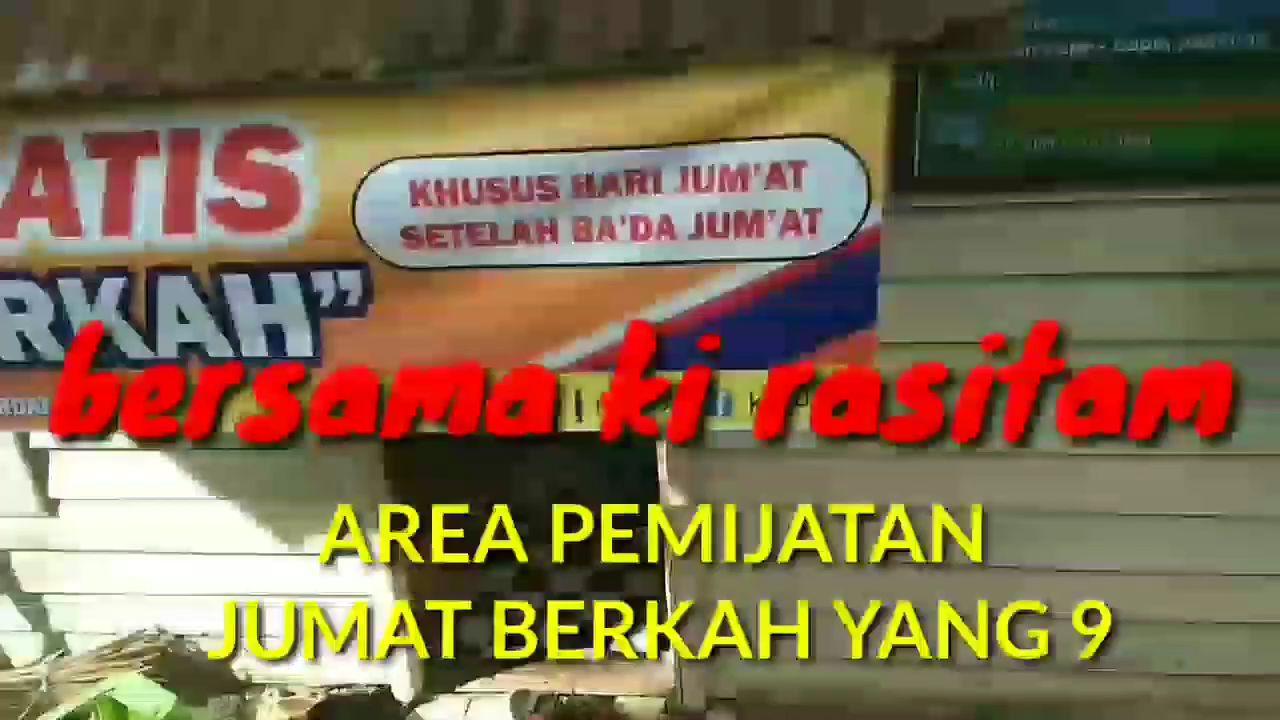 ATIS
KHUSUS HARI JUM'AT
SETELAH BA'DA JUM'AT
RKAH”
bersama ki rasitam
AREA PEMIJATAN
JUMAT BERKAH YANG 9